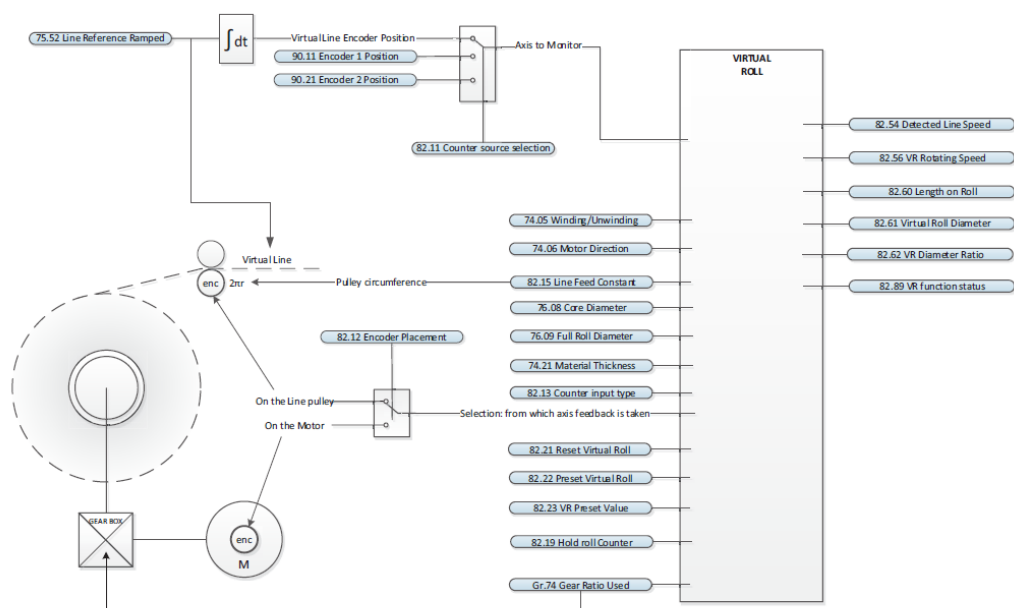 75.52 Line Reference Ramped
∫dt
Virtual Line Encoder Position
90.11 Encoder 1 Position
90.21 Encoder 2 Position
Axis to Monitor
82.11 Counter source selection
VIRTUAL
ROLL
82.54 Detected Line Speed
82.56 VR Rotating Speed
82.60 Length on Roll
82.61 Virtual Roll Diameter
82.62 VR Diameter Ratio
82.89 VR function status
74.05 Winding/Unwinding
74.06 Motor Direction
Virtual Line
enc
2πr
Pulley circumference
82.15 Line Feed Constant
76.08 Core Diameter
82.12 Encoder Placement
76.09 Full Roll Diameter
74.21 Material Thickness
82.13 Counter input type
On the Line pulley
On the Motor
Selection: from which axis feedback is taken
82.21 Reset Virtual Roll
82.22 Preset Virtual Roll
82.23 VR Preset Value
82.19 Hold roll Counter
GEAR BOX
enc
M
Gr.74 Gear Ratio Used